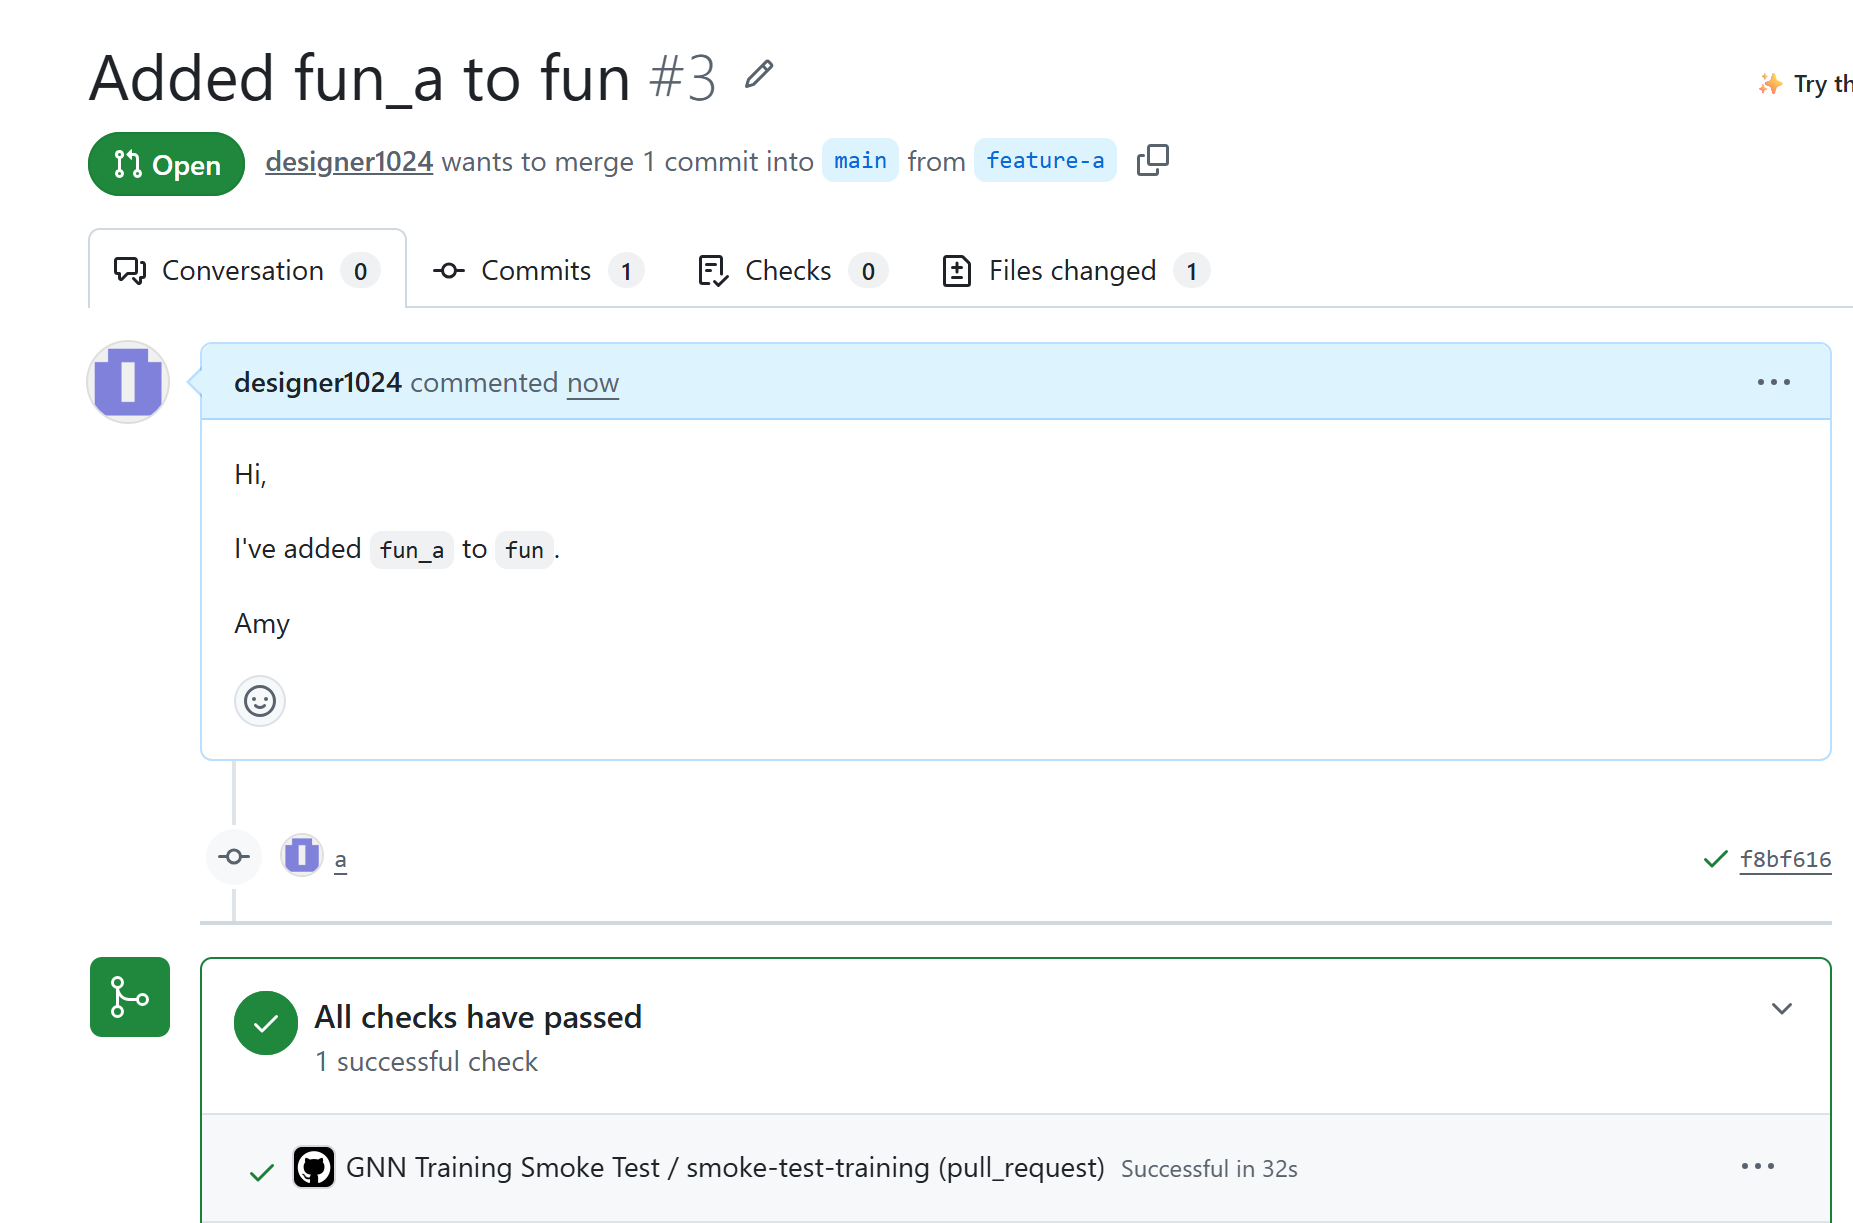 Added fun_a to fun #3
Try th
Open designer1024 wants to merge 1 commit into main from feature-a
Conversation 0 Commits 1 Checks 0 Files changed 1
designer1024 commented now
Hi,
I've added fun_a to fun.
Amy
a f8bf616
All checks have passed
1 successful check
GNN Training Smoke Test / smoke-test-training (pull_request) Successful in 32s